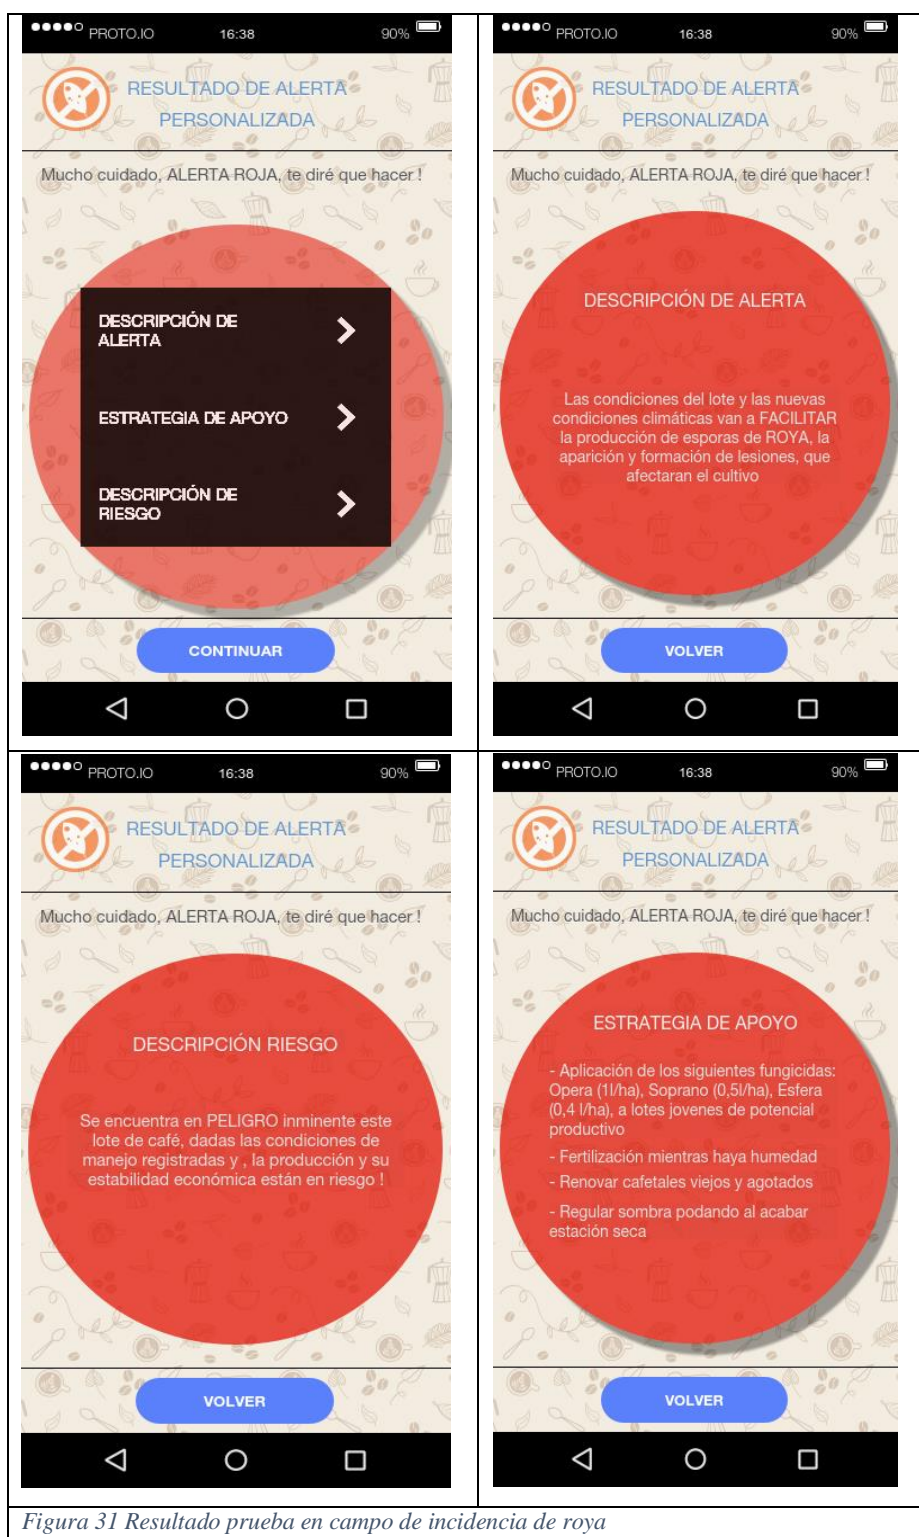 PROTO.IO 16:38 90%
RESULTADO DE ALERTA
PERSONALIZADA
Mucho cuidado, ALERTA ROJA, te diré que hacer !
DESCRIPCIÓN DE
ALERTA
ESTRATEGIA DE APOYO
DESCRIPCIÓN DE
RIESGO
CONTINUAR
PROTO.IO 16:38 90%
RESULTADO DE ALERTA
PERSONALIZADA
Mucho cuidado, ALERTA ROJA, te diré que hacer !
DESCRIPCIÓN DE ALERTA
Las condiciones del lote y las nuevas
condiciones climáticas van a FACILITAR
la producción de esporas de ROYA, la
aparición y formación de lesiones, que
afectaran el cultivo
VOLVER
PROTO.IO 16:38 90%
RESULTADO DE ALERTA
PERSONALIZADA
Mucho cuidado, ALERTA ROJA, te diré que hacer !
DESCRIPCIÓN RIESGO
Se encuentra en PELIGRO inminente este
lote de café, dadas las condiciones de
manejo registradas y , la producción y su
estabilidad económica están en riesgo !
VOLVER
PROTO.IO 16:38 90%
RESULTADO DE ALERTA
PERSONALIZADA
Mucho cuidado, ALERTA ROJA, te diré que hacer !
ESTRATEGIA DE APOYO
- Aplicación de los siguientes fungicidas:
Opera (1l/ha), Soprano (0,5l/ha), Esfera
(0,4 l/ha), a lotes jovenes de potencial
productivo
- Fertilización mientras haya humedad
- Renovar cafetales viejos y agotados
- Regular sombra podando al acabar
estación seca
VOLVER
Figura 31 Resultado prueba en campo de incidencia de roya